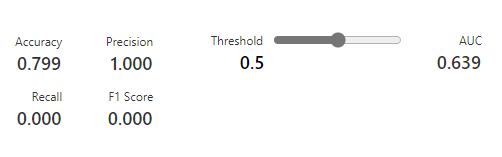 Accuracy Precision Threshold AUC
0.799 1.000 0.5 0.639
Recall F1 Score
0.000 0.000